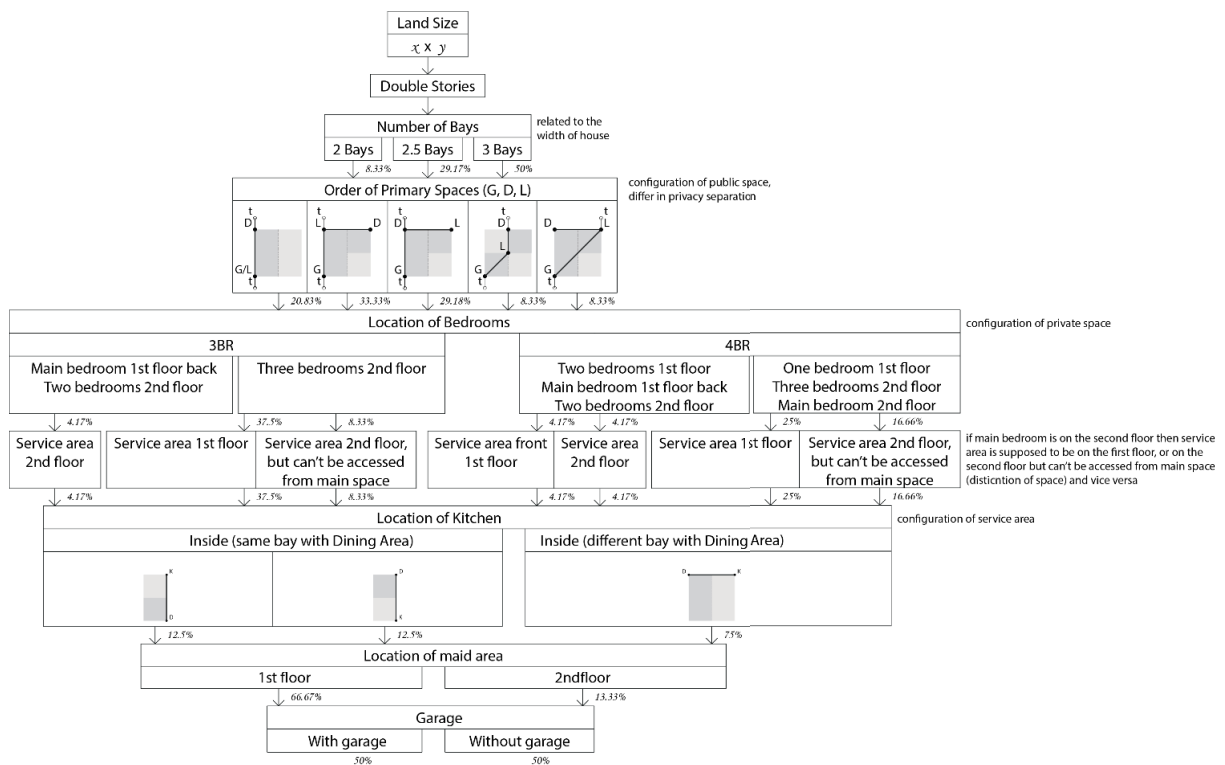 Land Size
x x y
Double Stories
Number of Bays
related to the
width of house
2 Bays
2.5 Bays
3 Bays
8.33%
29.17%
50%
Order of Primary Spaces (G, D, L)
configuration of public space,
differ in privacy separation
t
D
G/L
t
t
L
D
G
t
t
D
L
G
t
t
D
L
G
t
t
D
L
G
t
20.83%
33.33%
29.18%
8.33%
8.33%
Location of Bedrooms
configuration of private space
3BR
4BR
Main bedroom 1st floor back
Two bedrooms 2nd floor
Three bedrooms 2nd floor
Two bedrooms 1st floor
Main bedroom 1st floor back
Two bedrooms 2nd floor
One bedroom 1st floor
Three bedrooms 2nd floor
Main bedroom 2nd floor
4.17%
37.5%
8.33%
4.17%
4.17%
25%
16.66%
Service area
2nd floor
Service area 1st floor
Service area 2nd floor,
but can't be accessed
from main space
Service area front
1st floor
Service area
2nd floor
Service area 1st floor
Service area 2nd floor,
but can't be accessed
from main space
if main bedroom is on the second floor then service
area is supposed to be on the first floor, or on the
second floor but can't be accessed from main space
(disticntion of space) and vice versa
4.17%
37.5%
8.33%
4.17%
4.17%
25%
16.66%
Location of Kitchen
configuration of service area
Inside (same bay with Dining Area)
Inside (different bay with Dining Area)
K
D
D
K
D
K
12.5%
12.5%
75%
Location of maid area
1st floor
2ndfloor
66.67%
13.33%
Garage
With garage
Without garage
50%
50%